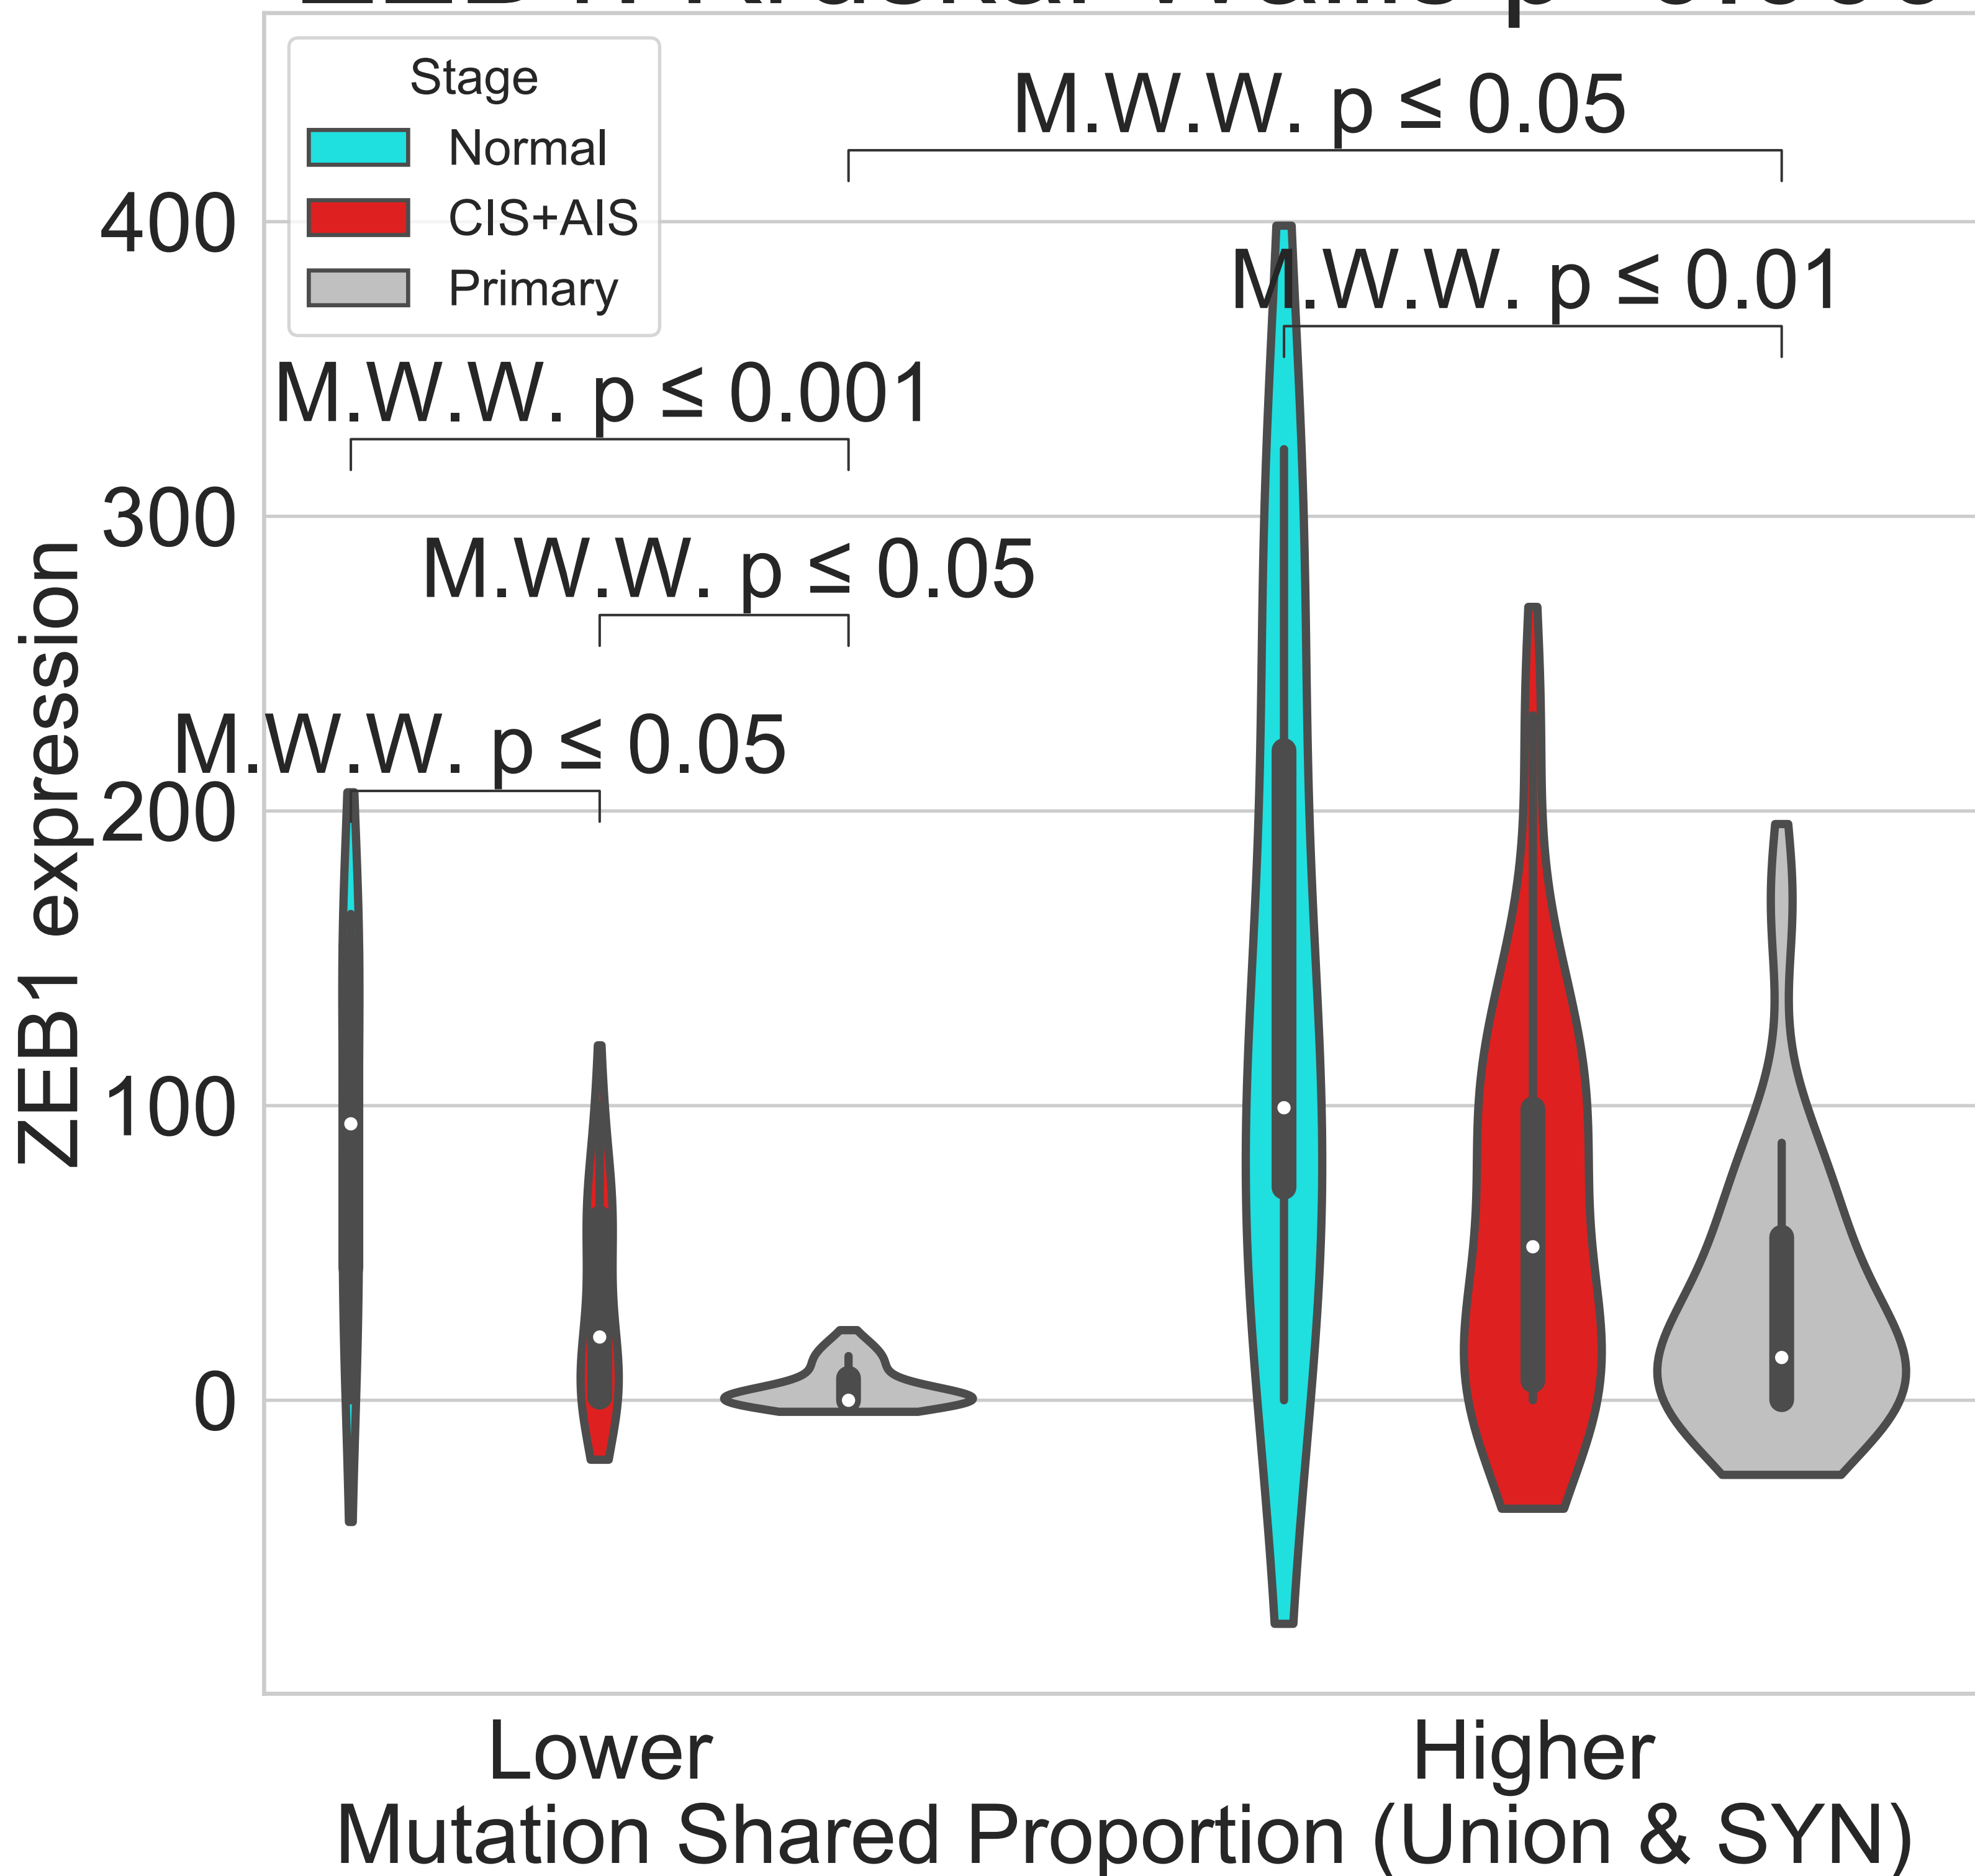 Stage
Normal
CIS+AIS
Primary
M.W.W. p ≤ 0.05
M.W.W. p ≤ 0.01
M.W.W. p ≤ 0.001
M.W.W. p ≤ 0.05
M.W.W. p ≤ 0.05
ZEB1 expression
400
300
200
100
0
Lower
Higher
Mutation Shared Proportion (Union & SYN)